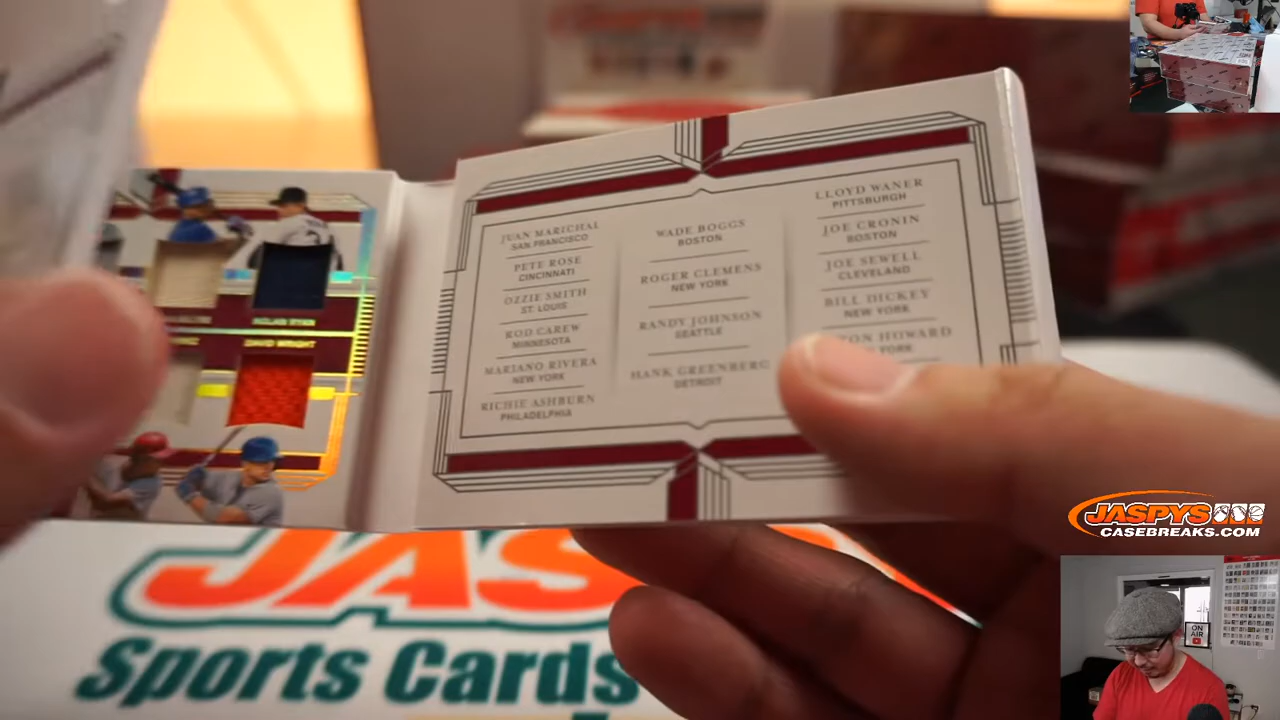 JUAN MARICHAL
SAN FRANCISCO
PETE ROSE
CINCINNATI
OZZIE SMITH
ST. LOUIS
ROD CAREW
MINNESOTA
MARIANO RIVERA
NEW YORK
RICHIE ASHBURN
PHILADELPHIA
WADE BOGGS
BOSTON
ROGER CLEMENS
NEW YORK
RANDY JOHNSON
SEATTLE
HANK GREENBERG
DETROIT
LLOYD WANER
PITTSBURGH
JOE CRONIN
BOSTON
JOE SEWELL
CLEVELAND
BILL DICKEY
NEW YORK
HOWARD
YORK
NOLAN RYAN
DAVID WRIGHT
JAS
Sports Cards
JASPYS
CASEBREAKS.COM
ON
AIR